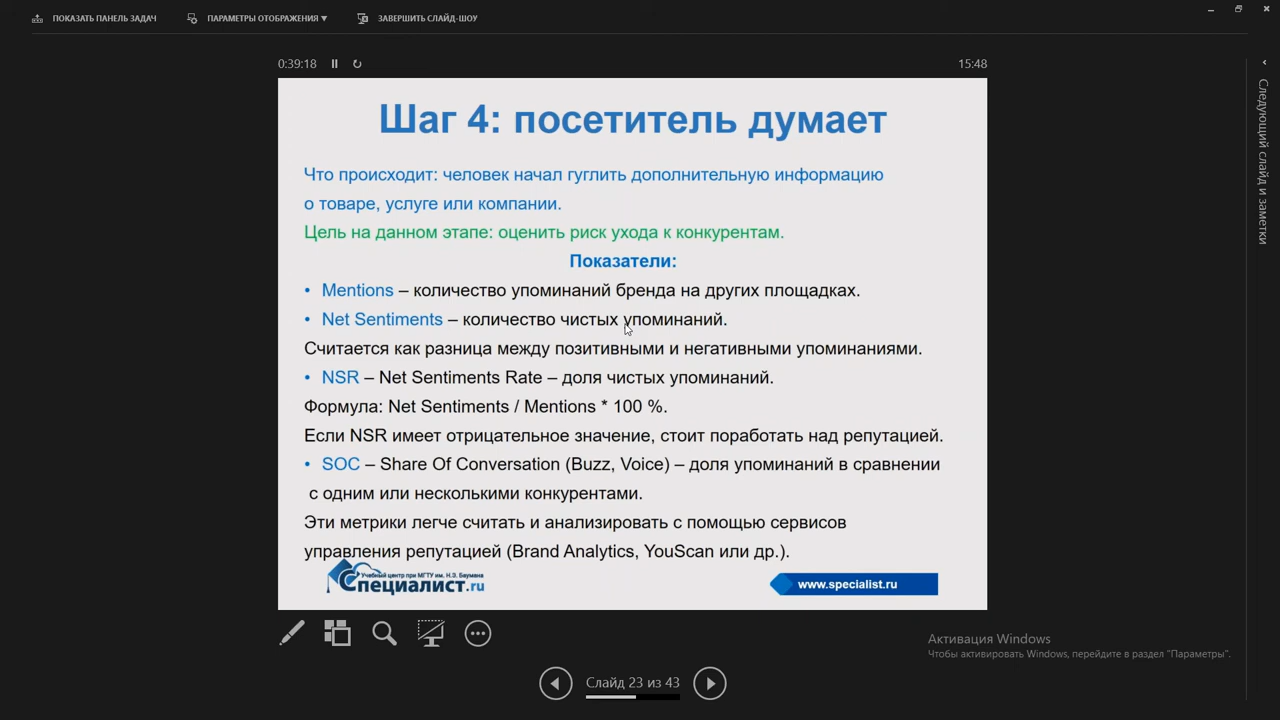 ПОКАЗАТЬ ПАНЕЛЬ ЗАДАЧ
ПАРАМЕТРЫ ОТОБРАЖЕНИЯ ▼
ЗАВЕРШИТЬ СЛАЙД-ШОУ
0:39:18
15:48
Шаг 4: посетитель думает
Что происходит: человек начал гуглить дополнительную информацию
о товаре, услуге или компании.
Цель на данном этапе: оценить риск ухода к конкурентам.
Показатели:
• Mentions – количество упоминаний бренда на других площадках.
• Net Sentiments – количество чистых упоминаний.
Считается как разница между позитивными и негативными упоминаниями.
• NSR – Net Sentiments Rate – доля чистых упоминаний.
Формула: Net Sentiments / Mentions * 100 %.
Если NSR имеет отрицательное значение, стоит поработать над репутацией.
• SOC – Share Of Conversation (Buzz, Voice) – доля упоминаний в сравнении
с одним или несколькими конкурентами.
Эти метрики легче считать и анализировать с помощью сервисов
управления репутацией (Brand Analytics, YouScan или др.).
Учебный центр при МГТУ им. Н.Э. Баумана
Специалист.ru
www.specialist.ru
Следующий слайд и заметки
Активация Windows
Чтобы активировать Windows, перейдите в раздел "Параметры".
Слайд 23 из 43